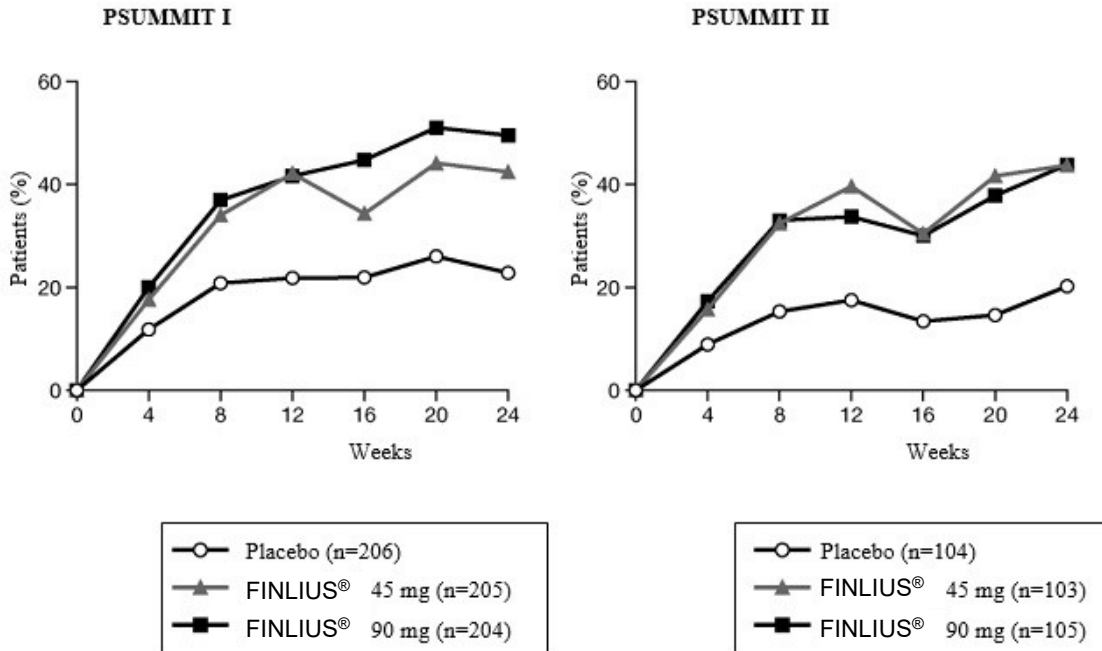 PSUMMIT I
60
40
20
0
Patients (%)
0 4 8 12 16 20 24
Weeks
Placebo (n=206)
FINLIUS® 45 mg (n=205)
FINLIUS® 90 mg (n=204)
PSUMMIT II
60
40
20
0
Patients (%)
0 4 8 12 16 20 24
Weeks
Placebo (n=104)
FINLIUS® 45 mg (n=103)
FINLIUS® 90 mg (n=105)